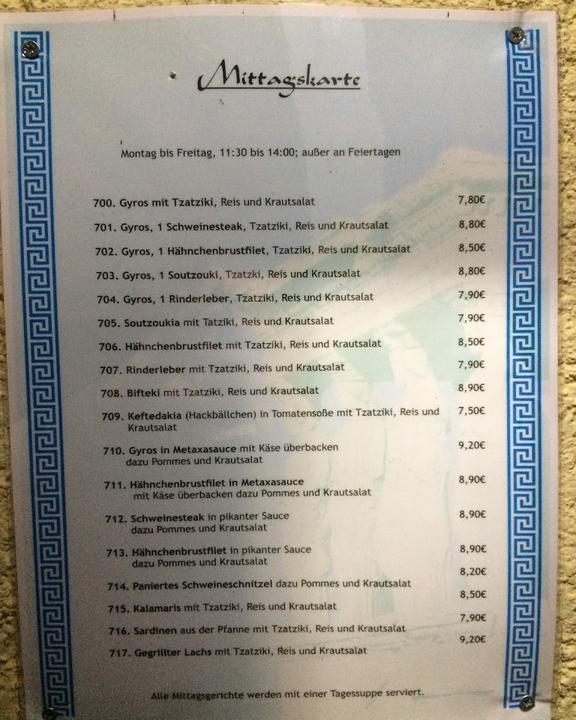 Mittagskarte
Montag bis Freitag, 11:30 bis 14:00; außer an Feiertagen
700. Gyros mit Tzatziki, Reis und Krautsalat 7,80€
701. Gyros, 1 Schweinesteak, Tzatziki, Reis und Krautsalat 8,80€
702. Gyros, 1 Hähnchenbrustfilet, Tzatziki, Reis und Krautsalat 8,50€
703. Gyros, 1 Soutzouki, Tzatzki, Reis und Krautsalat 8,80€
704. Gyros, 1 Rinderleber, Tzatziki, Reis und Krautsalat 7,90€
705. Soutzoukia mit Tatziki, Reis und Krautsalat 7,90€
706. Hähnchenbrustfilet mit Tzatziki, Reis und Krautsalat 8,50€
707. Rinderleber mit Tzatziki, Reis und Krautsalat 7,90€
708. Bifteki mit Tzatziki, Reis und Krautsalat 8,90€
709. Keftedakia (Hackbällchen) in Tomatensoße mit Tzatziki, Reis und 7,50€
Krautsalat
710. Gyros in Metaxasauce mit Käse überbacken 9,20€
dazu Pommes und Krautsalat
711. Hähnchenbrustfilet in Metaxasauce 8,90€
mit Käse überbacken dazu Pommes und Krautsalat
712. Schweinesteak in pikanter Sauce 8,90€
dazu Pommes und Krautsalat
713. Hähnchenbrustfilet in pikanter Sauce 8,90€
dazu Pommes und Krautsalat
8,20€
714. Paniertes Schweineschnitzel dazu Pommes und Krautsalat
8,50€
715. Kalamaris mit Tzatziki, Reis und Krautsalat
7,90€
716. Sardinen aus der Pfanne mit Tzatziki, Reis und Krautsalat
9,20€
717. Gegrillter Lachs mit Tzatziki, Reis und Krautsalat
Alle Mittagsgerichte werden mit einer Tagessuppe serviert.